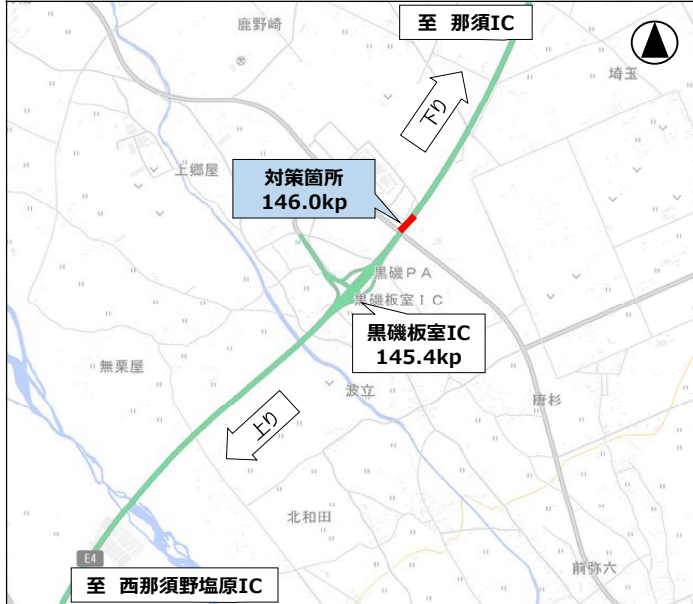 至 那須IC
鹿野崎
埼玉
下り
上郷屋
対策箇所
146.0kp
黒磯PA
黒磯板室IC
黒磯板室IC
145.4kp
無栗屋
波立
唐杉
上り
北和田
E4
前弥六
至 西那須野塩原IC